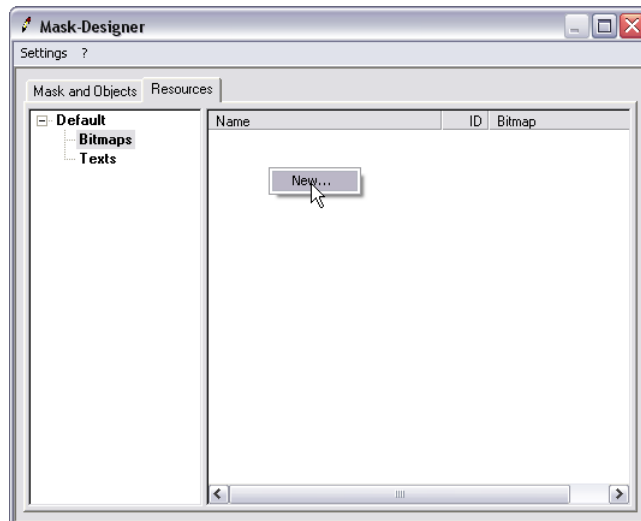 Mask-Designer
Settings ?
Mask and Objects Resources
Default
Bitmaps
Texts
Name ID Bitmap
New...